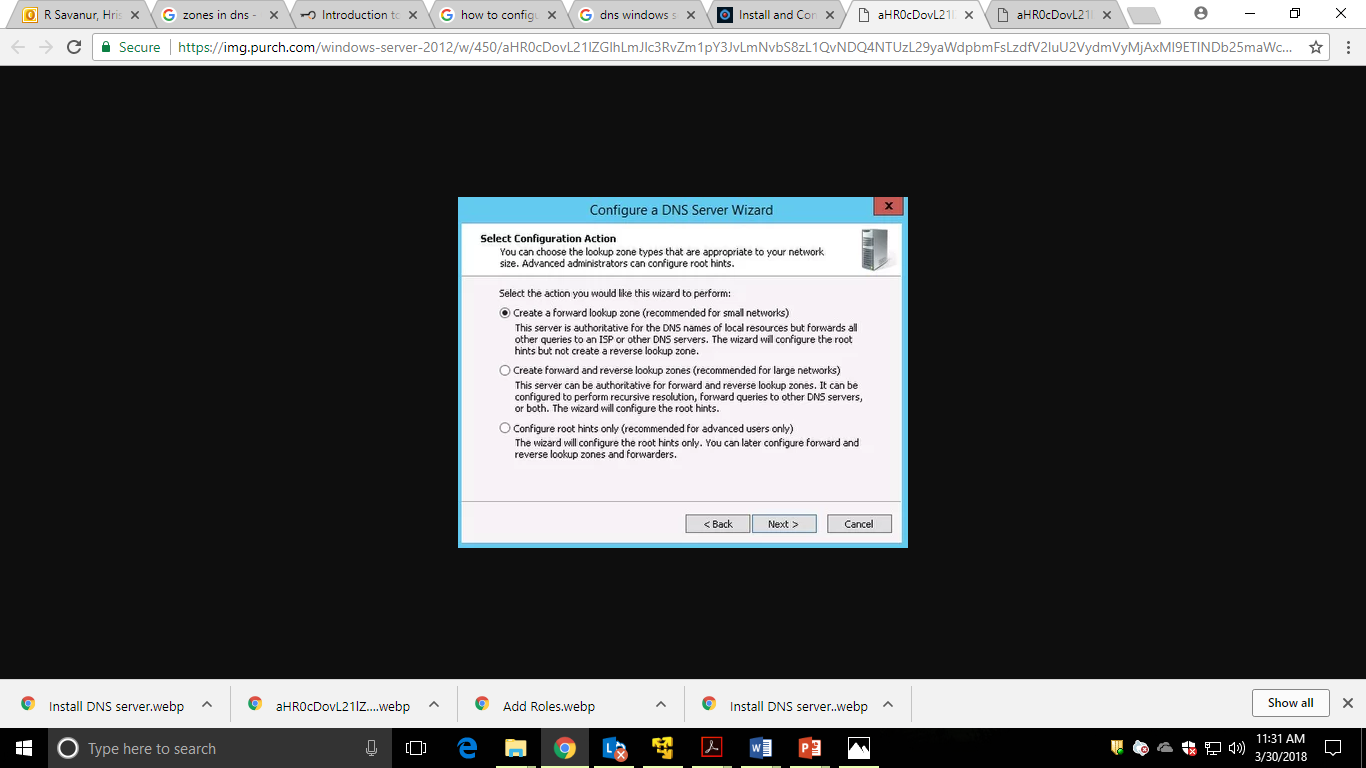 R Savanur, Hris
zones in dns -
Introduction to
how to configu
dns windows s
Install and Con
aHR0cDovL21l
aHR0cDovL21l
Secure
https://img.purch.com/windows-server-2012/w/450/
Configure a DNS Server Wizard
x
Select Configuration Action
You can choose the lookup zone types that are appropriate to your network
size. Advanced administrators can configure root hints.
Select the action you would like this wizard to perform:
Create a forward lookup zone (recommended for small networks)
This server is authoritative for the DNS names of local resources but forwards all
other queries to an ISP or other DNS servers. The wizard will configure the root
hints but not create a reverse lookup zone.
Create forward and reverse lookup zones (recommended for large networks)
This server can be authoritative for forward and reverse lookup zones. It can be
configured to perform recursive resolution, forward queries to other DNS servers,
or both. The wizard will configure the root hints.
Configure root hints only (recommended for advanced users only)
The wizard will configure the root hints only. You can later configure forward and
reverse lookup zones and forwarders.
< Back
Next >
Cancel
Install DNS server.webp
aHR0cDovL21lZ....webp
Add Roles.webp
Install DNS server..webp
Show all
Type here to search
11:31 AM
3/30/2018